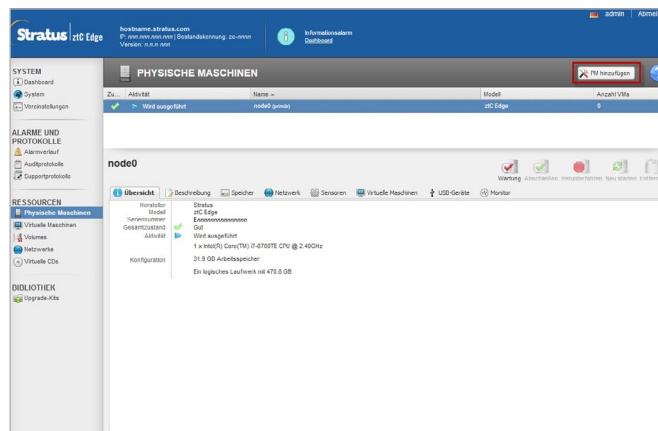 admin | Abmel
Stratus ztC Edge
hostname.stratus.com
IP: nnn.nnn.nnn.nnn | Bestandskennung: ze-nnnn
Version: n.n.n nnn
Informationsalarm
Dashboard
SYSTEM
Dashboard
System
Voreinstellungen
ALARME UND
PROTOKOLLE
Alarmverlauf
Auditprotokolle
Supportprotokolle
RESSOURCEN
Physische Maschinen
Virtuelle Maschinen
Volumes
Netzwerke
Virtuelle CDs
BIBLIOTHEK
Upgrade-Kits
PHYSISCHE MASCHINEN
PM hinzufügen
Zu... Aktivität Name Modell Anzahl VMs
Wird ausgeführt node0 (primär) ztC Edge 0
node0
Wartung Abschließen Herunterfahren Neu starten
Übersicht Beschreibung Speicher Netzwerk Sensoren Virtuelle Maschinen USB-Geräte Monitor
Hersteller Stratus
Modell ztC Edge
Seriennummer
Gesamtzustand Gut
Aktivität Wird ausgeführt
1 x Intel(R) Core(TM) i7-6700TE CPU @ 2.40GHz
Konfiguration 31.9 GB Arbeitsspeicher
Ein logisches Laufwerk mit 470.8 GB